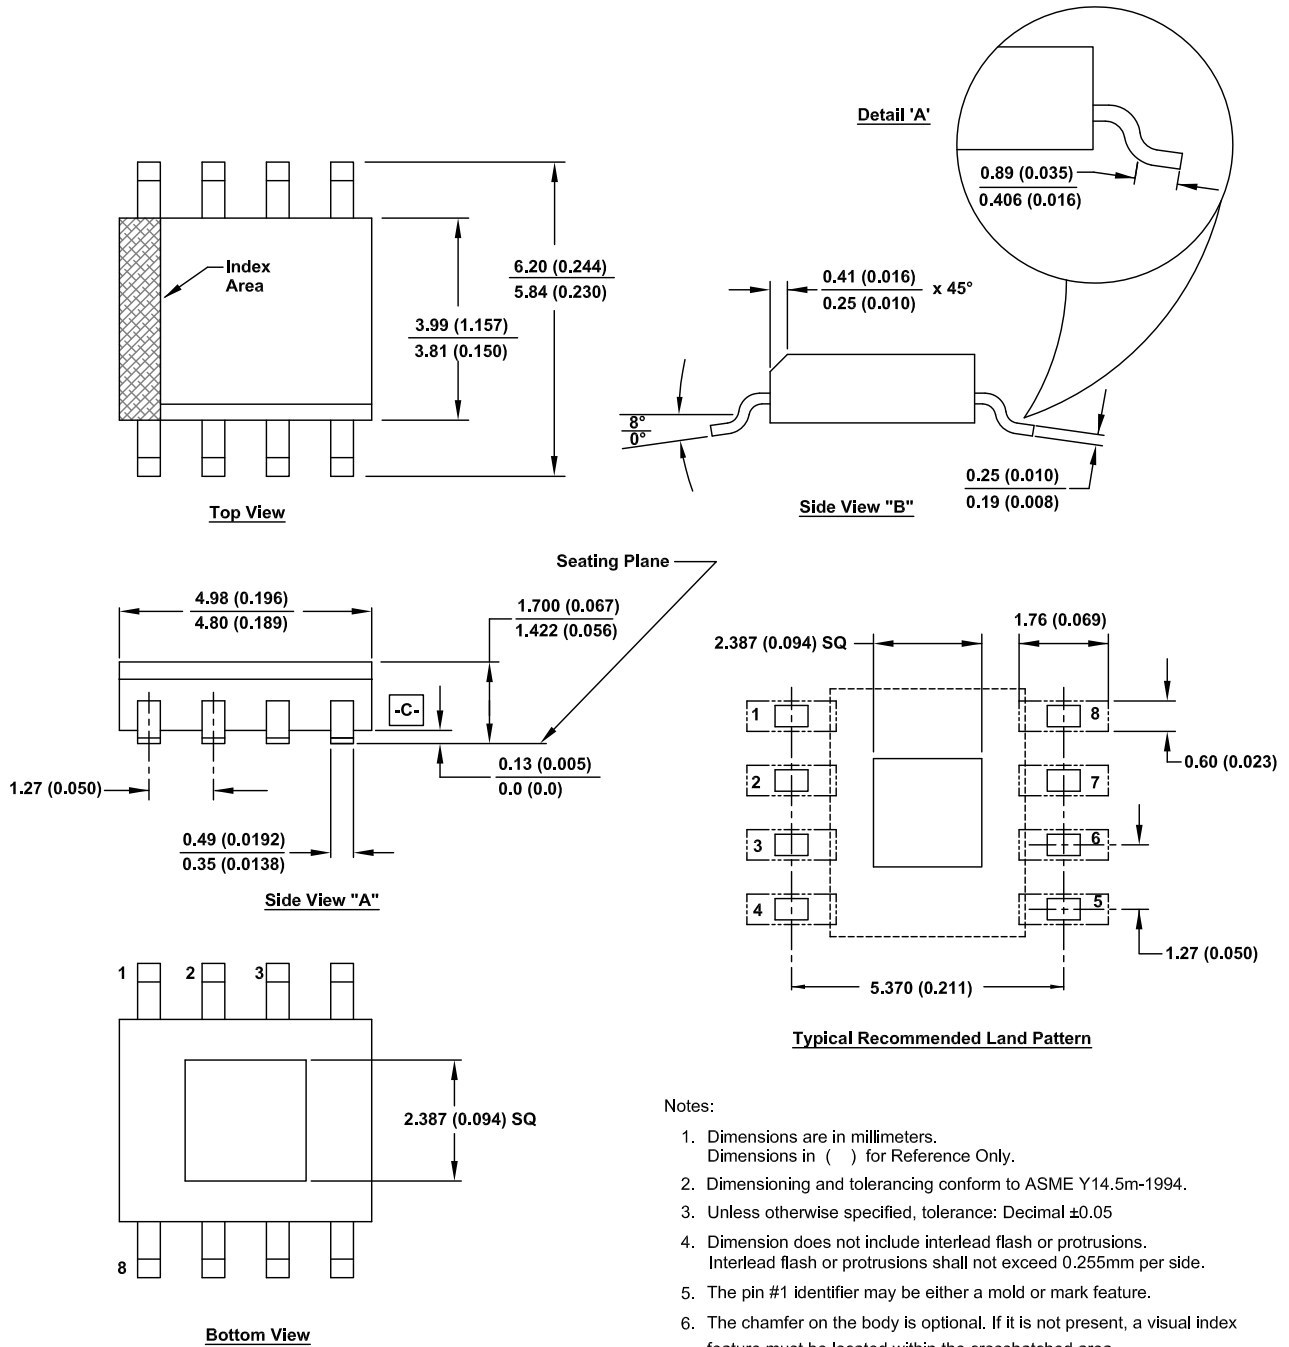 Detail 'A'
0.89 (0.035)
0.406 (0.016)
Index
Area
6.20 (0.244)
5.84 (0.230)
3.99 (1.157)
3.81 (0.150)
Top View
0.41 (0.016)
0.25 (0.010)
x 45°
8°
0°
0.25 (0.010)
0.19 (0.008)
Side View "B"
Seating Plane
4.98 (0.196)
4.80 (0.189)
1.700 (0.067)
1.422 (0.056)
-C-
0.13 (0.005)
0.0 (0.0)
1.27 (0.050)
0.49 (0.0192)
0.35 (0.0138)
Side View "A"
2.387 (0.094) SQ
1.76 (0.069)
1
8
2
7
3
6
4
5
0.60 (0.023)
1.27 (0.050)
5.370 (0.211)
Typical Recommended Land Pattern
1
2
3
2.387 (0.094) SQ
8
Bottom View
Notes:
1. Dimensions are in millimeters.
Dimensions in ( ) for Reference Only.
2. Dimensioning and tolerancing conform to ASME Y14.5m-1994.
3. Unless otherwise specified, tolerance: Decimal ±0.05
4. Dimension does not include interlead flash or protrusions.
Interlead flash or protrusions shall not exceed 0.255mm per side.
5. The pin #1 identifier may be either a mold or mark feature.
6. The chamfer on the body is optional. If it is not present, a visual index
feature must be located within the crosshatched area.